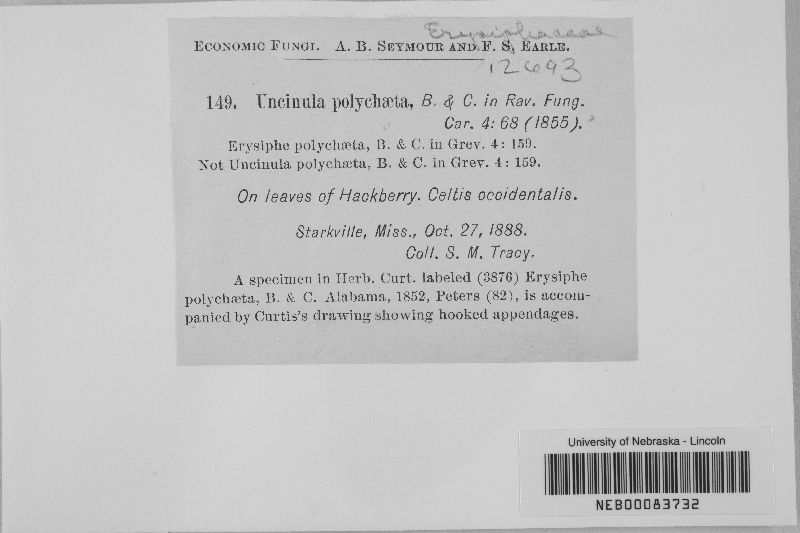 Erysiphaceae
ECONOMIC FUNGI. A. B. SEYMOUR AND F. S. EARLE.
12693
149. Uncinula polychæta, B. & C. in Rav. Fung.
Car. 4: 68 (1855).
Erysiphe polychæta, B. & C. in Grev. 4: 159.
Not Uncinula polychæta, B. & C. in Grev. 4: 159.
On leaves of Hackberry. Celtis occidentalis.
Starkville, Miss., Oct. 27, 1888.
Coll. S. M. Tracy.
A specimen in Herb. Curt. labeled (3876) Erysiphe
polychæta, B. & C. Alabama, 1852, Peters (82), is accom-
panied by Curtis's drawing showing hooked appendages.
University of Nebraska - Lincoln
NEB00083732